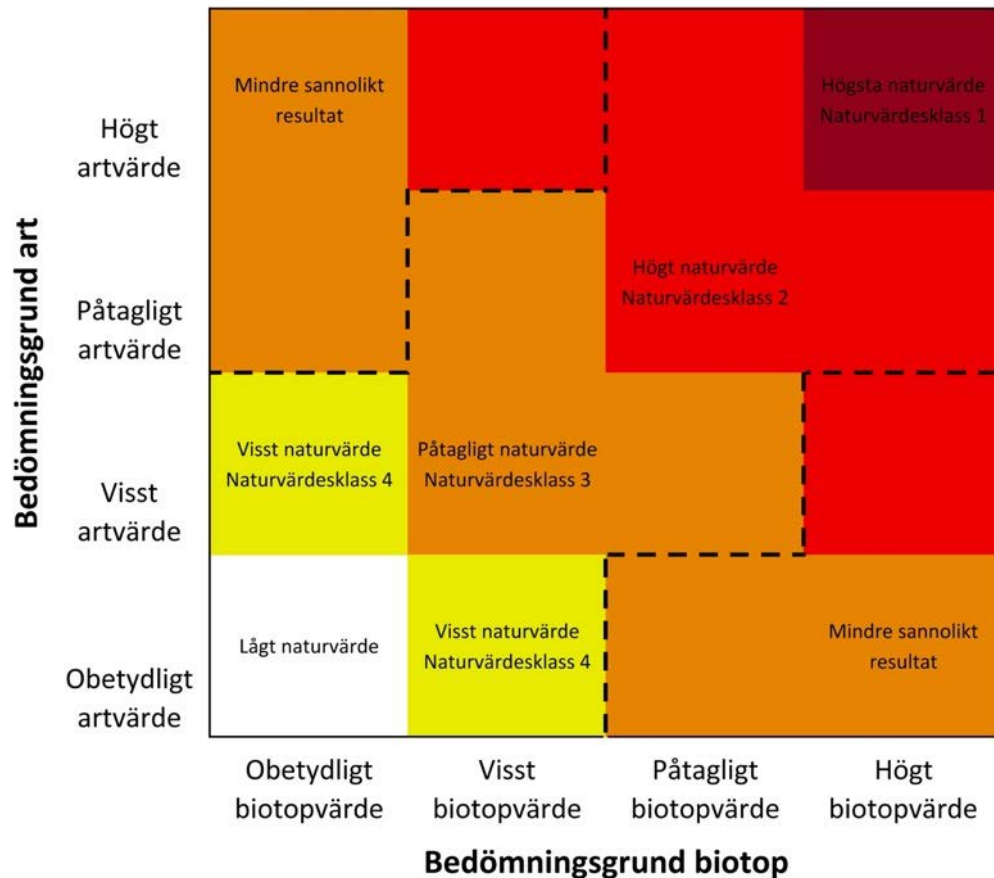 Bedömningsgrund art
Högt
artvärde
Mindre sannolikt
resultat
Högsta naturvärde
Naturvärdesklass 1
Påtagligt
artvärde
Högt naturvärde
Naturvärdesklass 2
Visst
artvärde
Visst naturvärde
Naturvärdesklass 4
Påtagligt naturvärde
Naturvärdesklass 3
Obetydligt
artvärde
Lågt naturvärde
Visst naturvärde
Naturvärdesklass 4
Mindre sannolikt
resultat
Obetydligt
biotopvärde
Visst
biotopvärde
Påtagligt
biotopvärde
Högt
biotopvärde
Bedömningsgrund biotop